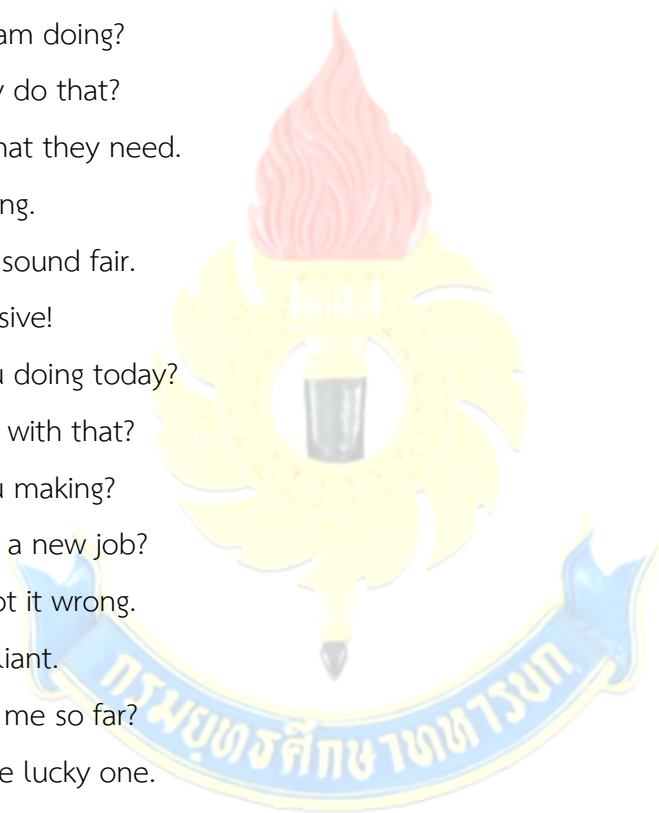 am doing?
do that?
hat they need.
ng.
sound fair.
sive!
doing today?
with that?
making?
a new job?
ot it wrong.
liant.
me so far?
e lucky one.
กรมยุทธศึกษาทหารบก